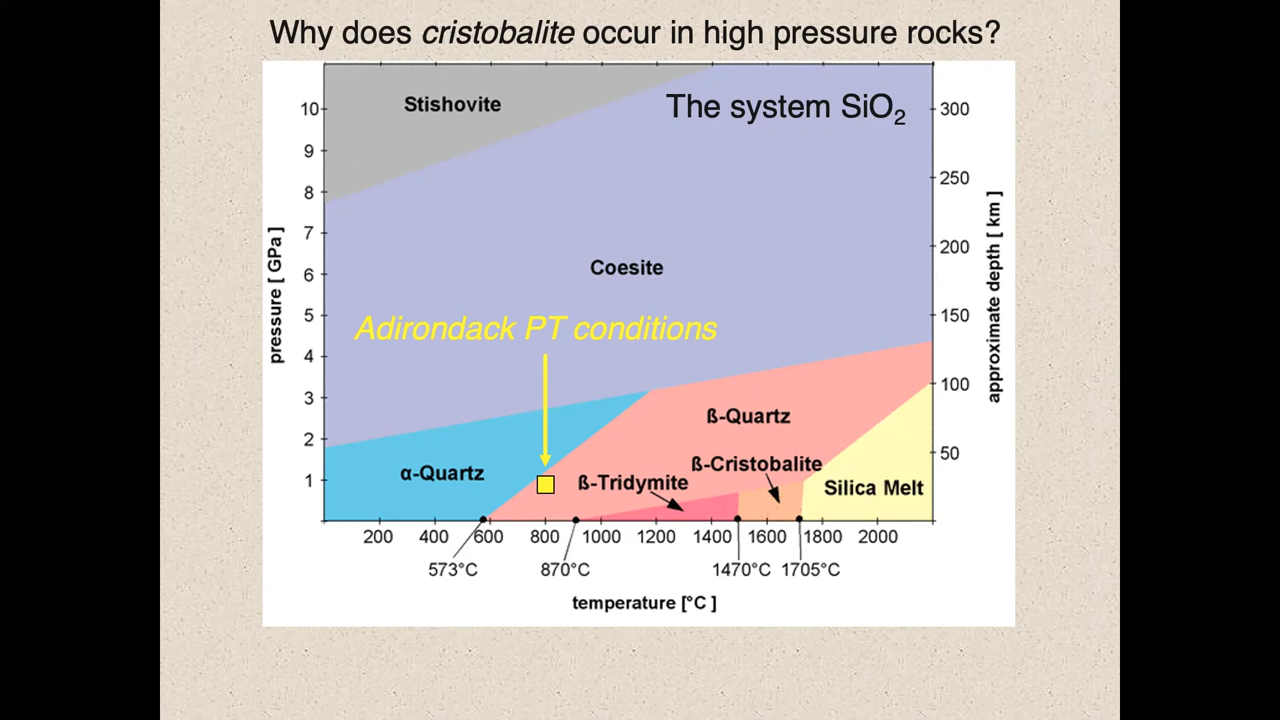 Why does cristobalite occur in high pressure rocks?
The system SiO₂
Stishovite
Coesite
Adirondack PT conditions
ß-Quartz
α-Quartz
ß-Cristobalite
ß-Tridymite
Silica Melt
pressure [ GPa]
10
9
8
7
6
5
4
3
2
1
approximate depth [ km]
300
250
200
150
100
50
200 400 600 800 1000 1200 1400 1600 1800 2000
573°C 870°C 1470°C 1705°C
temperature [°C ]